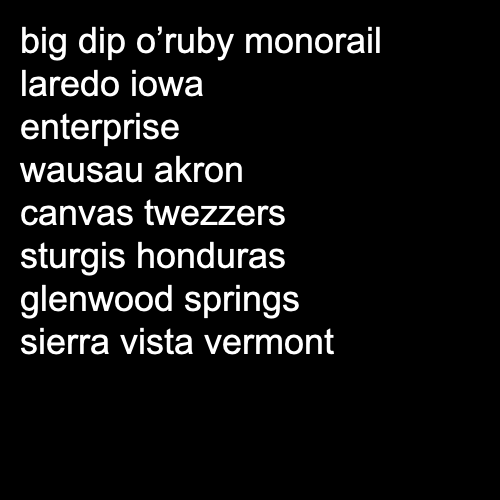 big dip o’ruby monorail
laredo iowa
enterprise
wausau akron
canvas twezzers
sturgis honduras
glenwood springs
sierra vista vermont